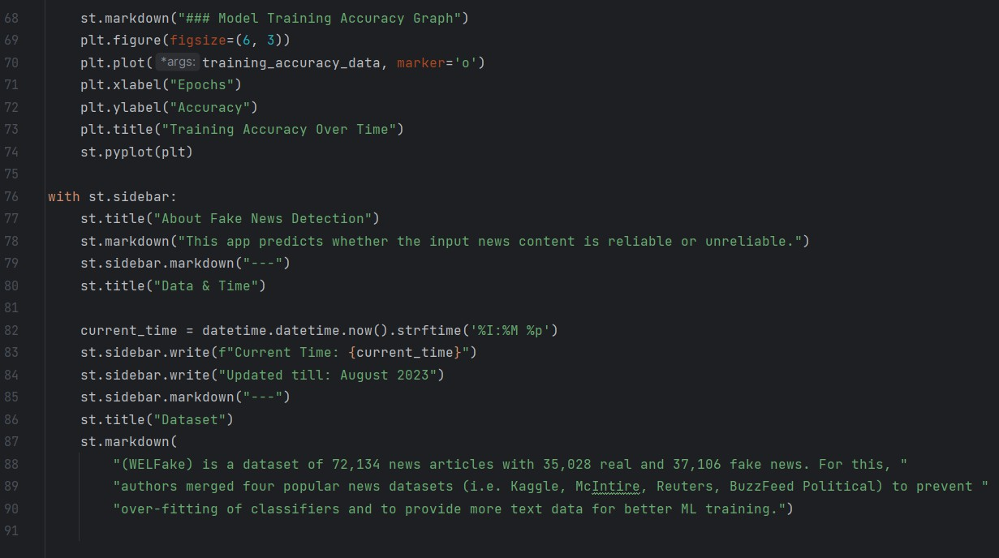 68 st.markdown("### Model Training Accuracy Graph")
69 plt.figure(figsize=(6, 3))
70 plt.plot( *args: training_accuracy_data, marker='o')
71 plt.xlabel("Epochs")
72 plt.ylabel("Accuracy")
73 plt.title("Training Accuracy Over Time")
74 st.pyplot(plt)
75
76 with st.sidebar:
77 st.title("About Fake News Detection")
78 st.markdown("This app predicts whether the input news content is reliable or unreliable.")
79 st.sidebar.markdown("---")
80 st.title("Data & Time")
81
82 current_time = datetime.datetime.now().strftime('%I:%M %p')
83 st.sidebar.write(f"Current Time: {current_time}")
84 st.sidebar.write("Updated till: August 2023")
85 st.sidebar.markdown("---")
86 st.title("Dataset")
87 st.markdown(
88 "(WELFake) is a dataset of 72,134 news articles with 35,028 real and 37,106 fake news. For this, "
89 "authors merged four popular news datasets (i.e. Kaggle, McIntire, Reuters, BuzzFeed Political) to prevent "
90 "over-fitting of classifiers and to provide more text data for better ML training.")
91